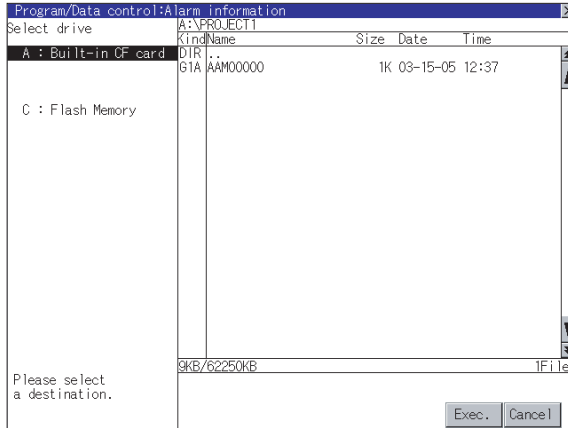 Program/Data control:Alarm information
Select drive
A:\PROJECT1
Kind Name Size Date Time
A : Built-in CF card
DIR ..
G1A AAM00000 1K 03-15-05 12:37
C : Flash Memory
9KB/62250KB 1File
Please select
a destination.
Exec. Cancel